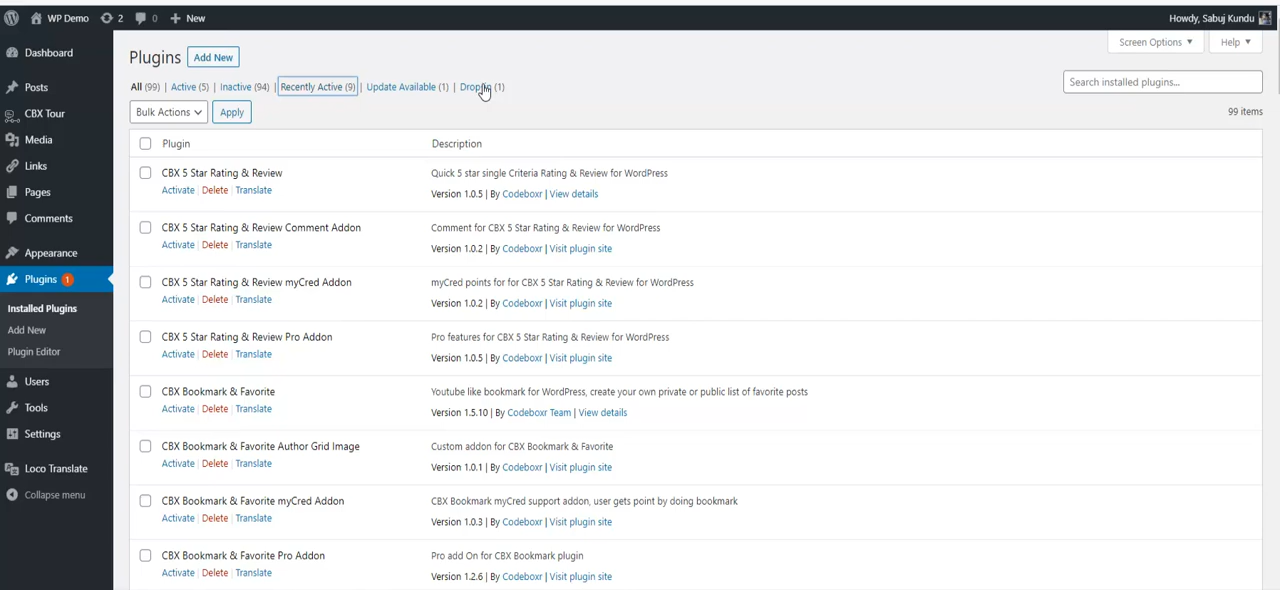 WP Demo 2 0 + New Howdy, Sabuj Kundu
Screen Options ▼ Help ▼
Plugins Add New
All (99) | Active (5) | Inactive (94) | Recently Active (9) | Update Available (1) | (1)
Search installed plugins...
Bulk Actions Apply 99 items
Dashboard
Posts
CBX Tour
Media
Links
Pages
Comments
Appearance
Plugins 1
Installed Plugins
Add New
Plugin Editor
Users
Tools
Settings
Loco Translate
Collapse menu
Plugin Description
CBX 5 Star Rating & Review Quick 5 star single Criteria Rating & Review for WordPress
Activate | Delete | Translate Version 1.0.5 | By Codeboxr | View details
CBX 5 Star Rating & Review Comment Addon Comment for CBX 5 Star Rating & Review for WordPress
Activate | Delete | Translate Version 1.0.2 | By Codeboxr | Visit plugin site
CBX 5 Star Rating & Review myCred Addon myCred points for for CBX 5 Star Rating & Review for WordPress
Activate | Delete | Translate Version 1.0.2 | By Codeboxr | Visit plugin site
CBX 5 Star Rating & Review Pro Addon Pro features for CBX 5 Star Rating & Review for WordPress
Activate | Delete | Translate Version 1.0.5 | By Codeboxr | Visit plugin site
CBX Bookmark & Favorite Youtube like bookmark for WordPress, create your own private or public list of favorite posts
Activate | Delete | Translate Version 1.5.10 | By Codeboxr Team | View details
CBX Bookmark & Favorite Author Grid Image Custom addon for CBX Bookmark & Favorite
Activate | Delete | Translate Version 1.0.1 | By Codeboxr | Visit plugin site
CBX Bookmark & Favorite myCred Addon CBX Bookmark myCred support addon, user gets point by doing bookmark
Activate | Delete | Translate Version 1.0.3 | By Codeboxr | Visit plugin site
CBX Bookmark & Favorite Pro Addon Pro add On for CBX Bookmark plugin
Activate | Delete | Translate Version 1.2.6 | By Codeboxr | Visit plugin site